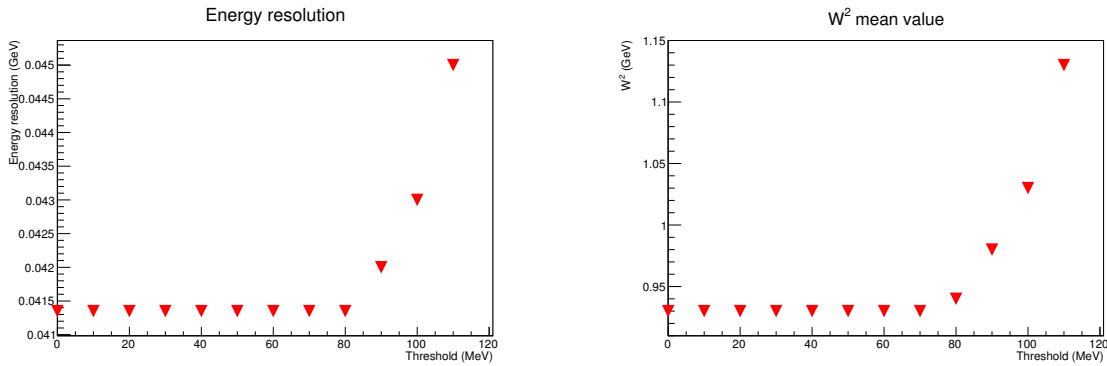 Energy resolution
Energy resolution (GeV)
0.045
0.0445
0.044
0.0435
0.043
0.0425
0.042
0.0415
0.041
0 20 40 60 80 100 120
Threshold (MeV)
W² mean value
W² (GeV)
1.15
1.1
1.05
1
0.95
0 20 40 60 80 100 120
Threshold (MeV)